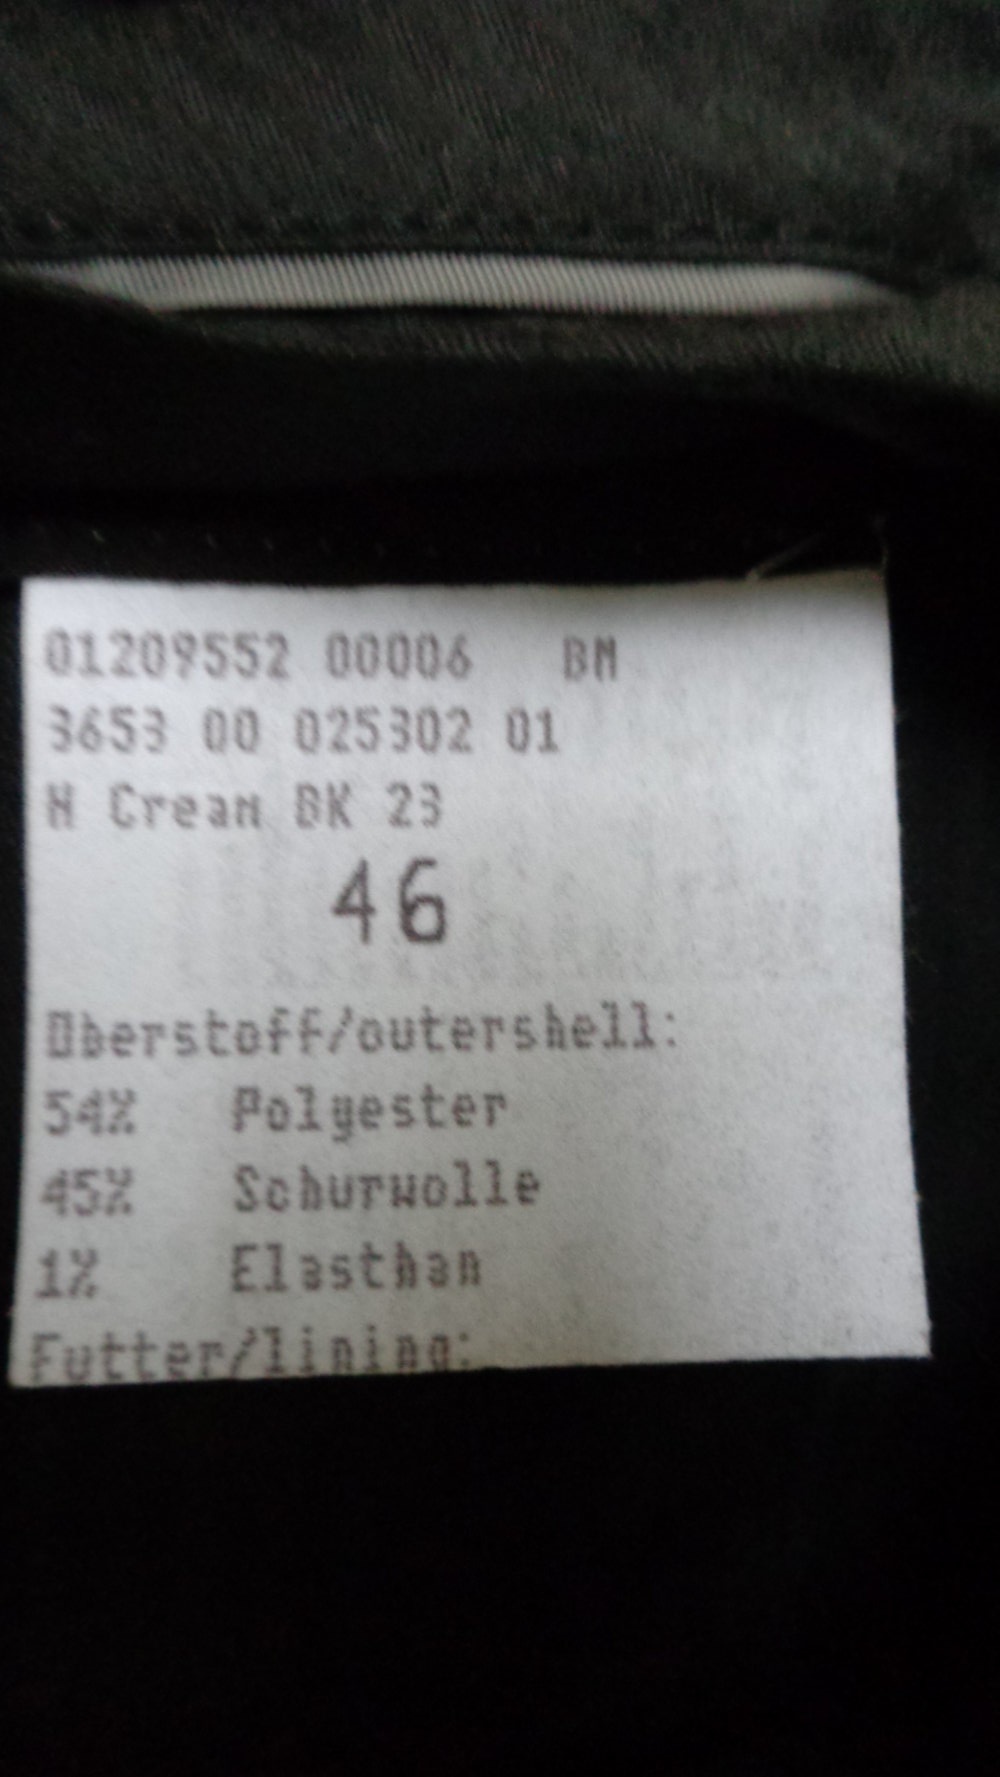 01209552 00006 BM
3653 00 025302 01
H Cream BK 23
46
Oberstoff/outershell:
54% Polyester
45% Schurwolle
1% Elasthan
Futter/lining: